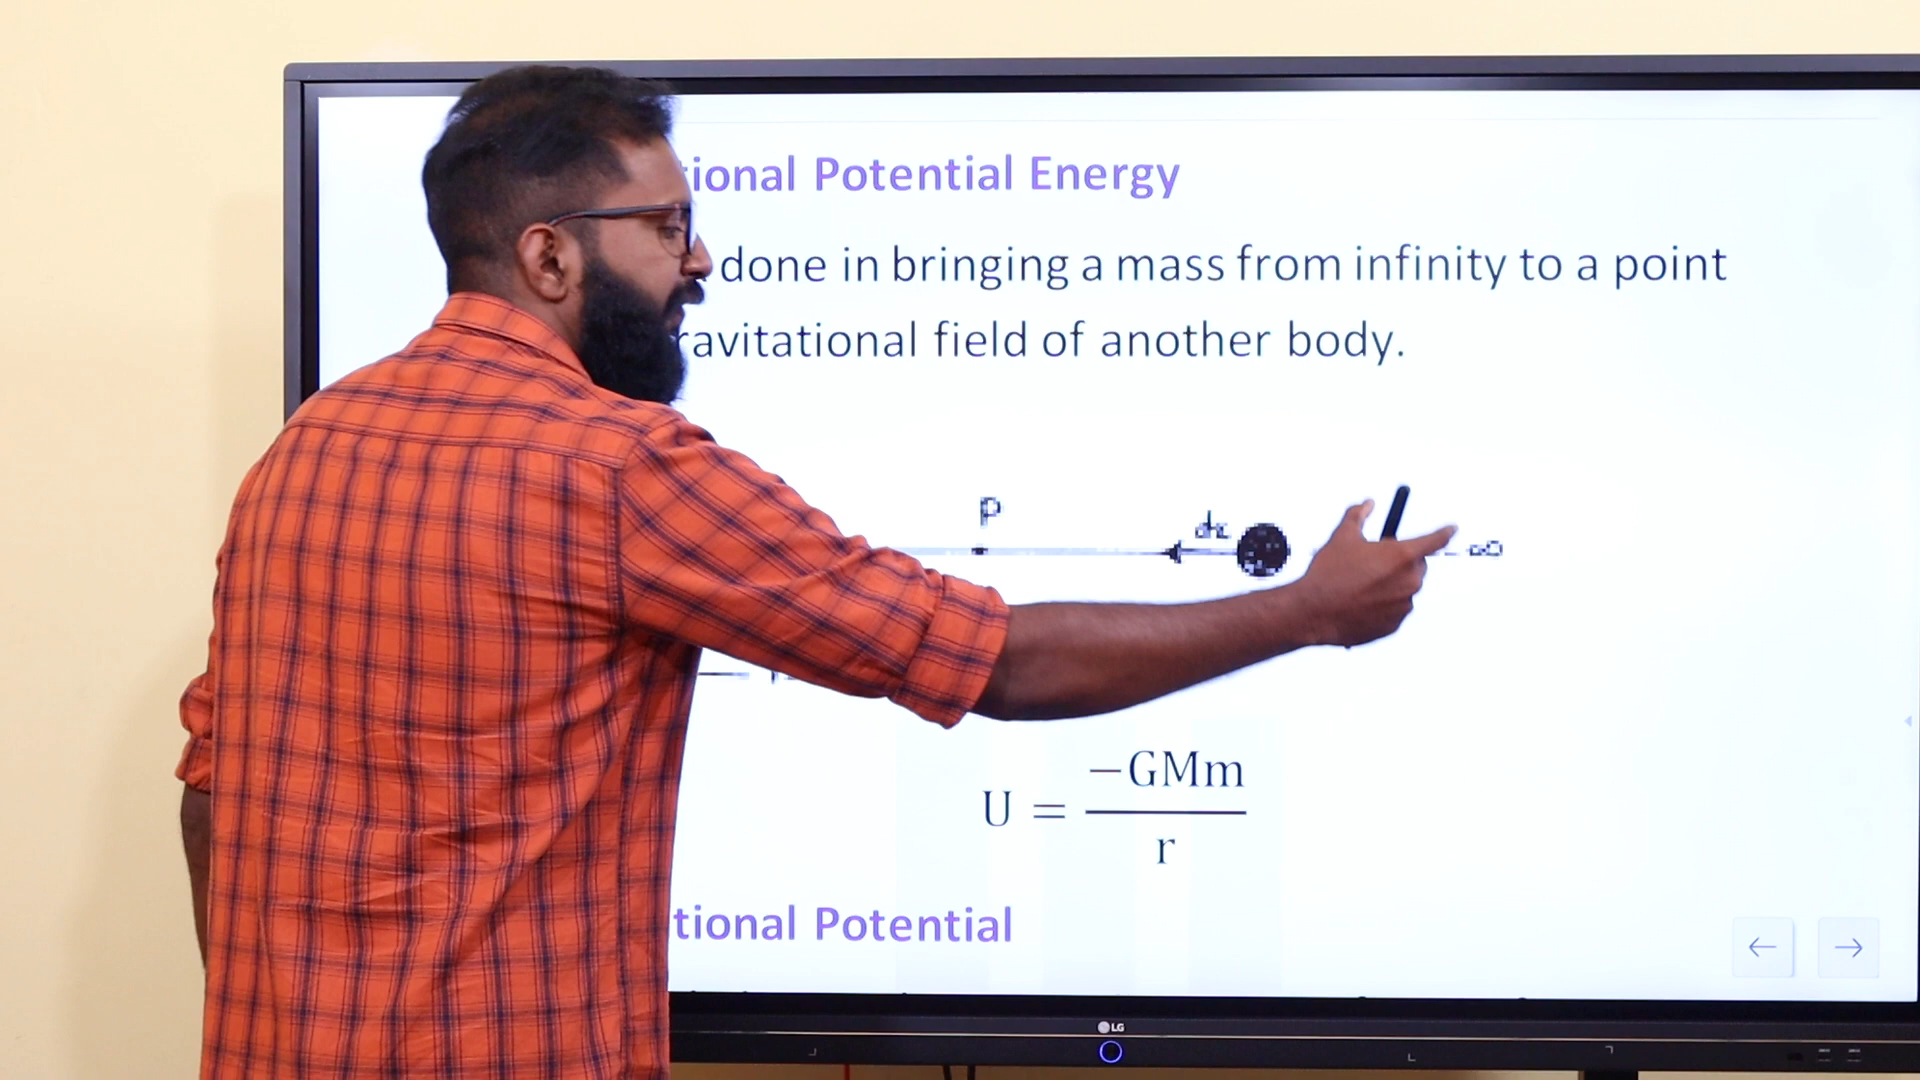 tional Potential Energy
done in bringing a mass from infinity to a point
ravitational field of another body.
P
dx
∞
U = −GMm
r
tional Potential
LG